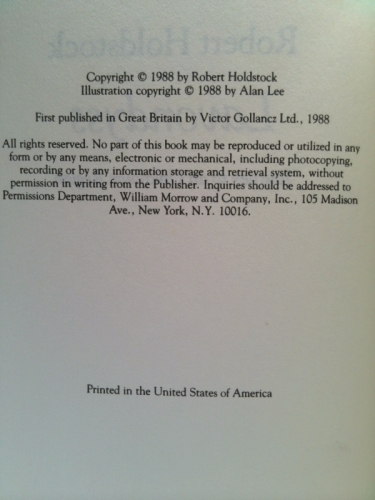 Copyright © 1988 by Robert Holdstock
Illustration copyright © 1988 by Alan Lee
First published in Great Britain by Victor Gollancz Ltd., 1988
All rights reserved. No part of this book may be reproduced or utilized in any
form or by any means, electronic or mechanical, including photocopying,
recording or by any information storage and retrieval system, without
permission in writing from the Publisher. Inquiries should be addressed to
Permissions Department, William Morrow and Company, Inc., 105 Madison
Ave., New York, N.Y. 10016.
Printed in the United States of America